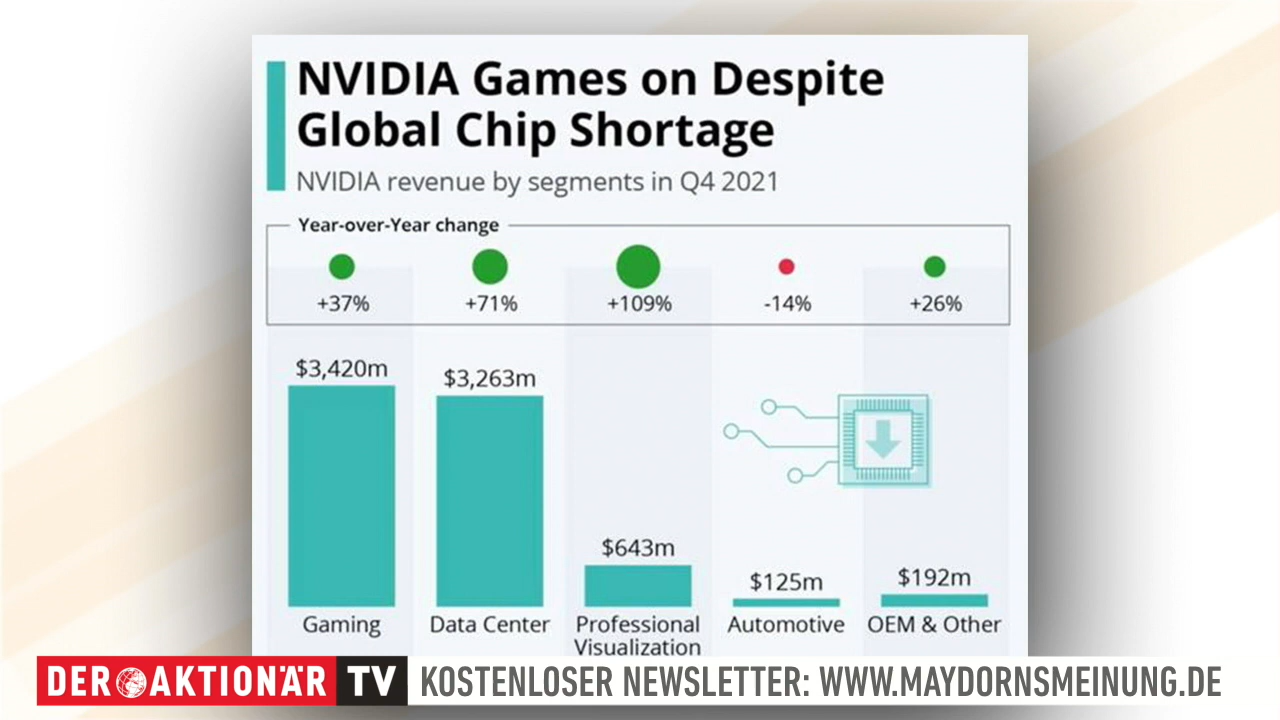 NVIDIA Games on Despite
Global Chip Shortage
NVIDIA revenue by segments in Q4 2021
Year-over-Year change
+37% +71% +109% -14% +26%
$3,420m $3,263m $643m $125m $192m
Gaming Data Center Professional Automotive OEM & Other
Visualization
DER AKTIONÄR TV KOSTENLOSER NEWSLETTER: WWW.MAYDORNSMEINUNG.DE